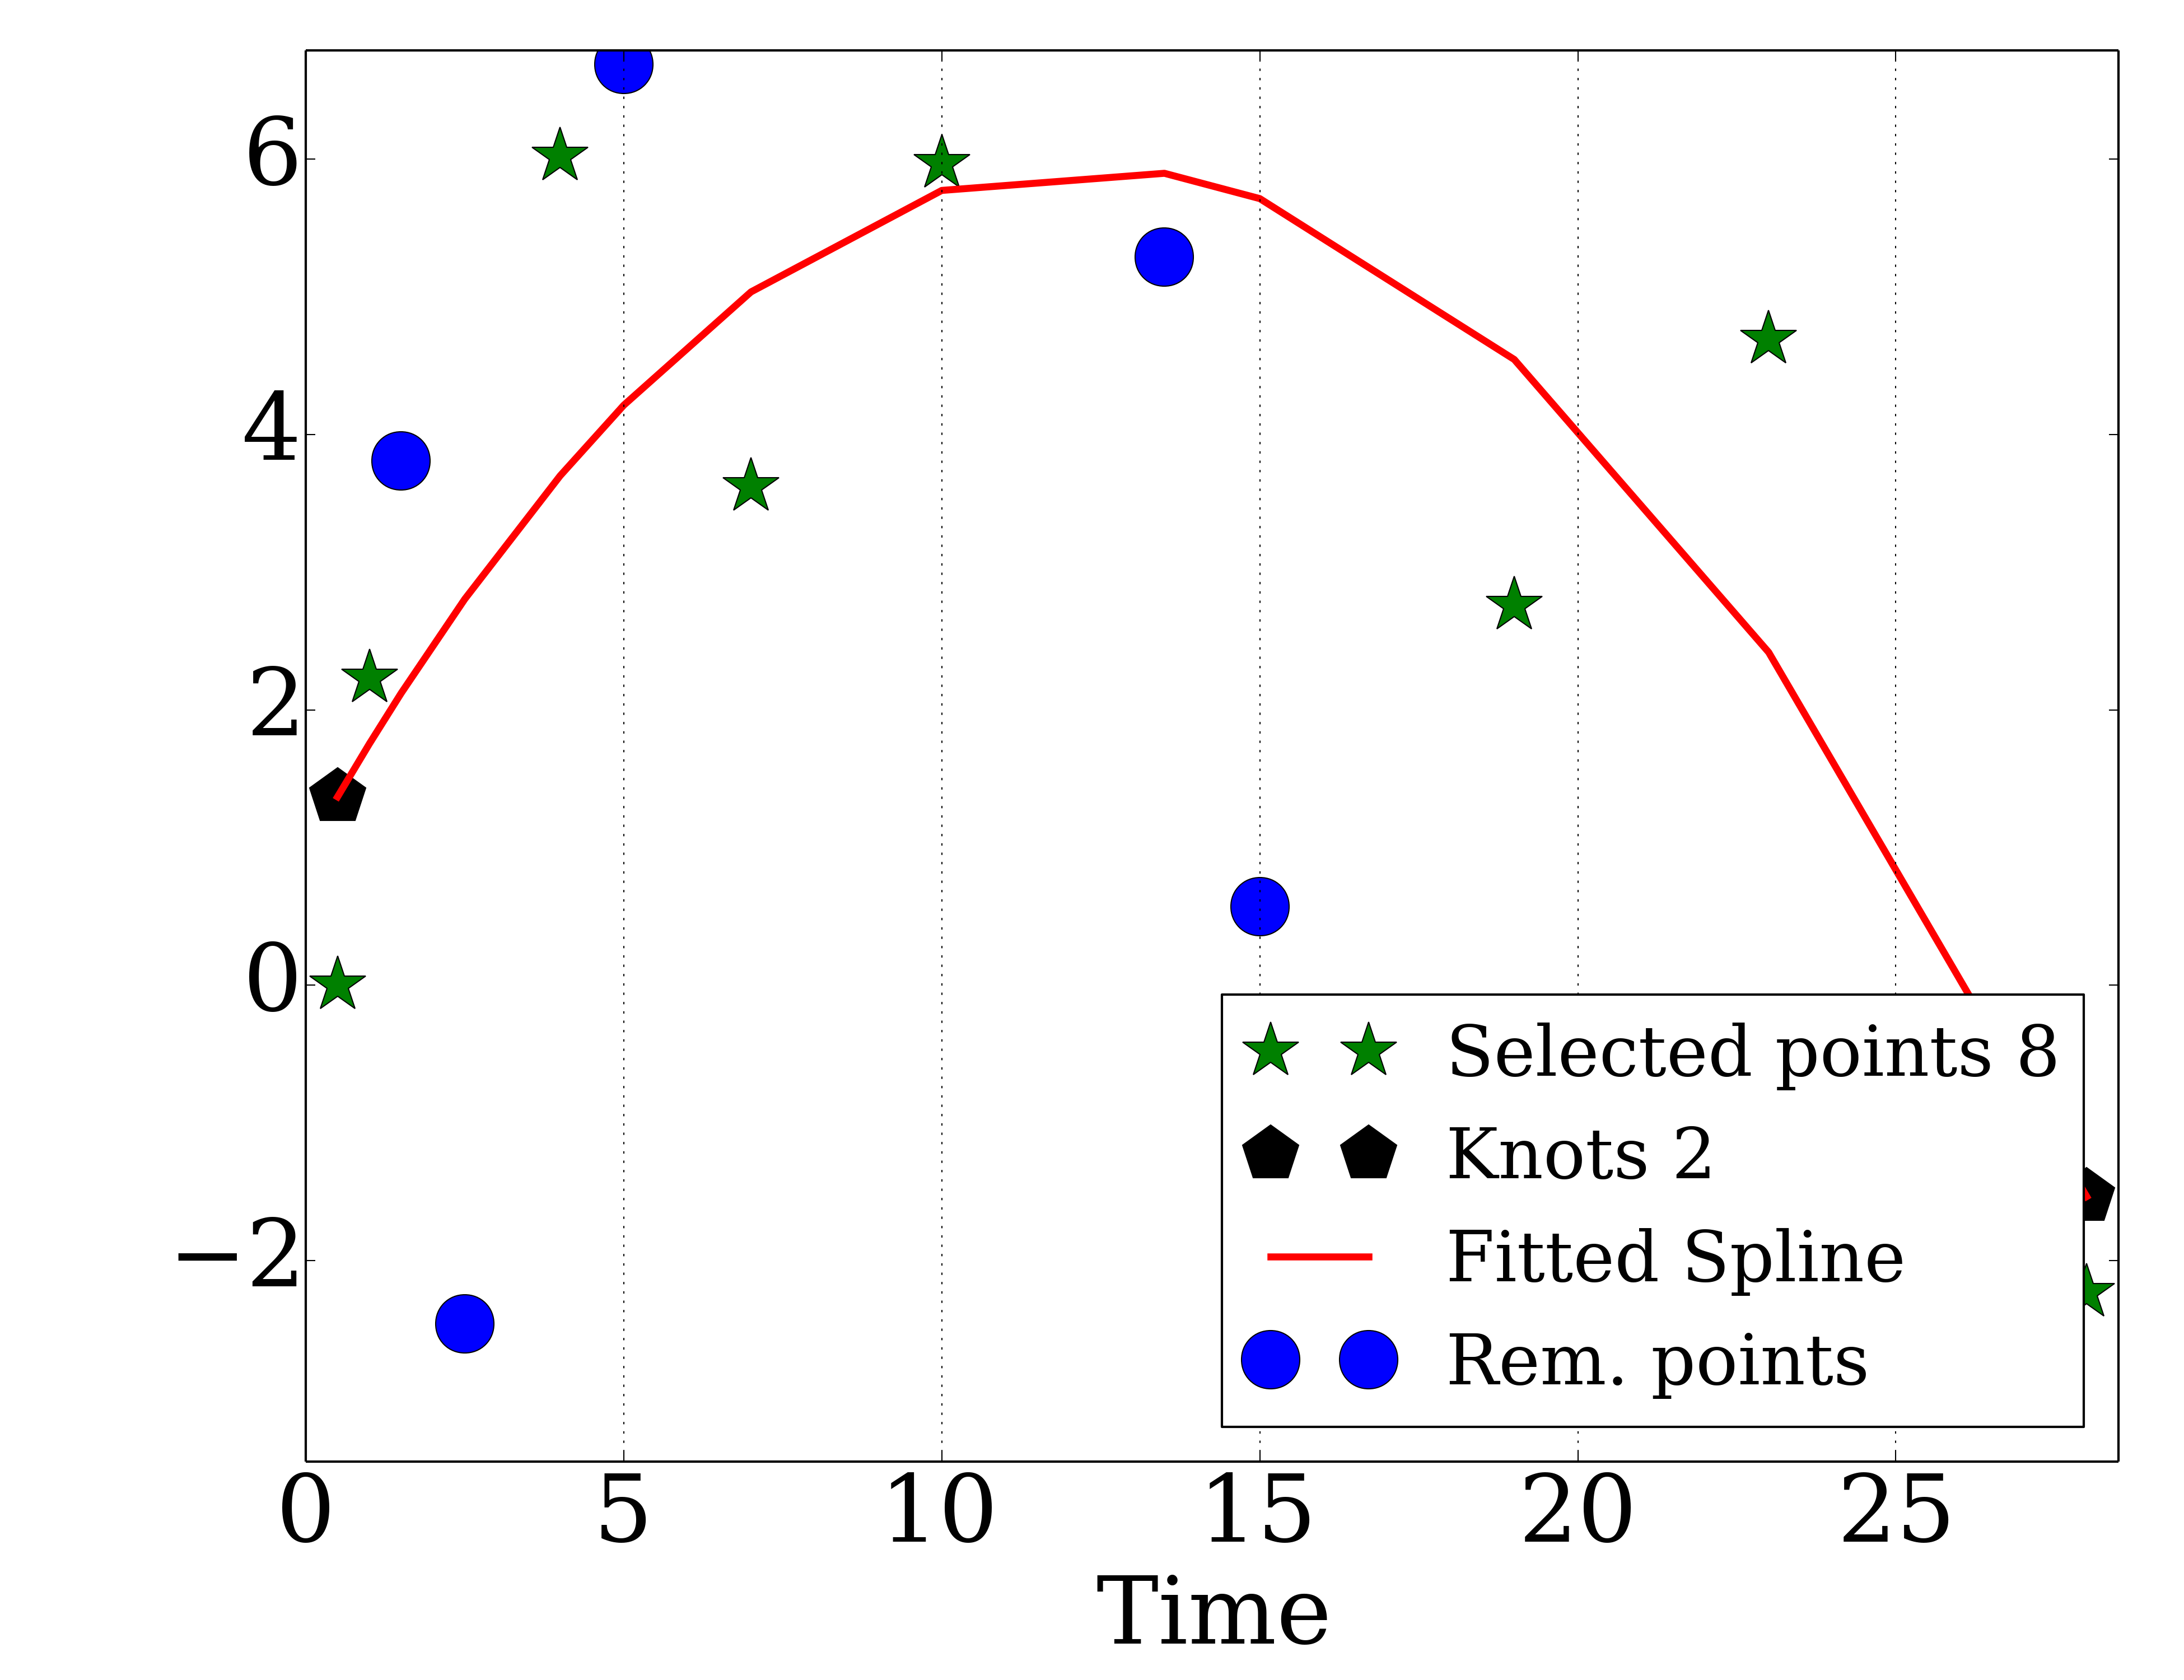 6
4
2
0
−2
Selected points 8
Knots 2
Fitted Spline
Rem. points
0 5 10 15 20 25
Time